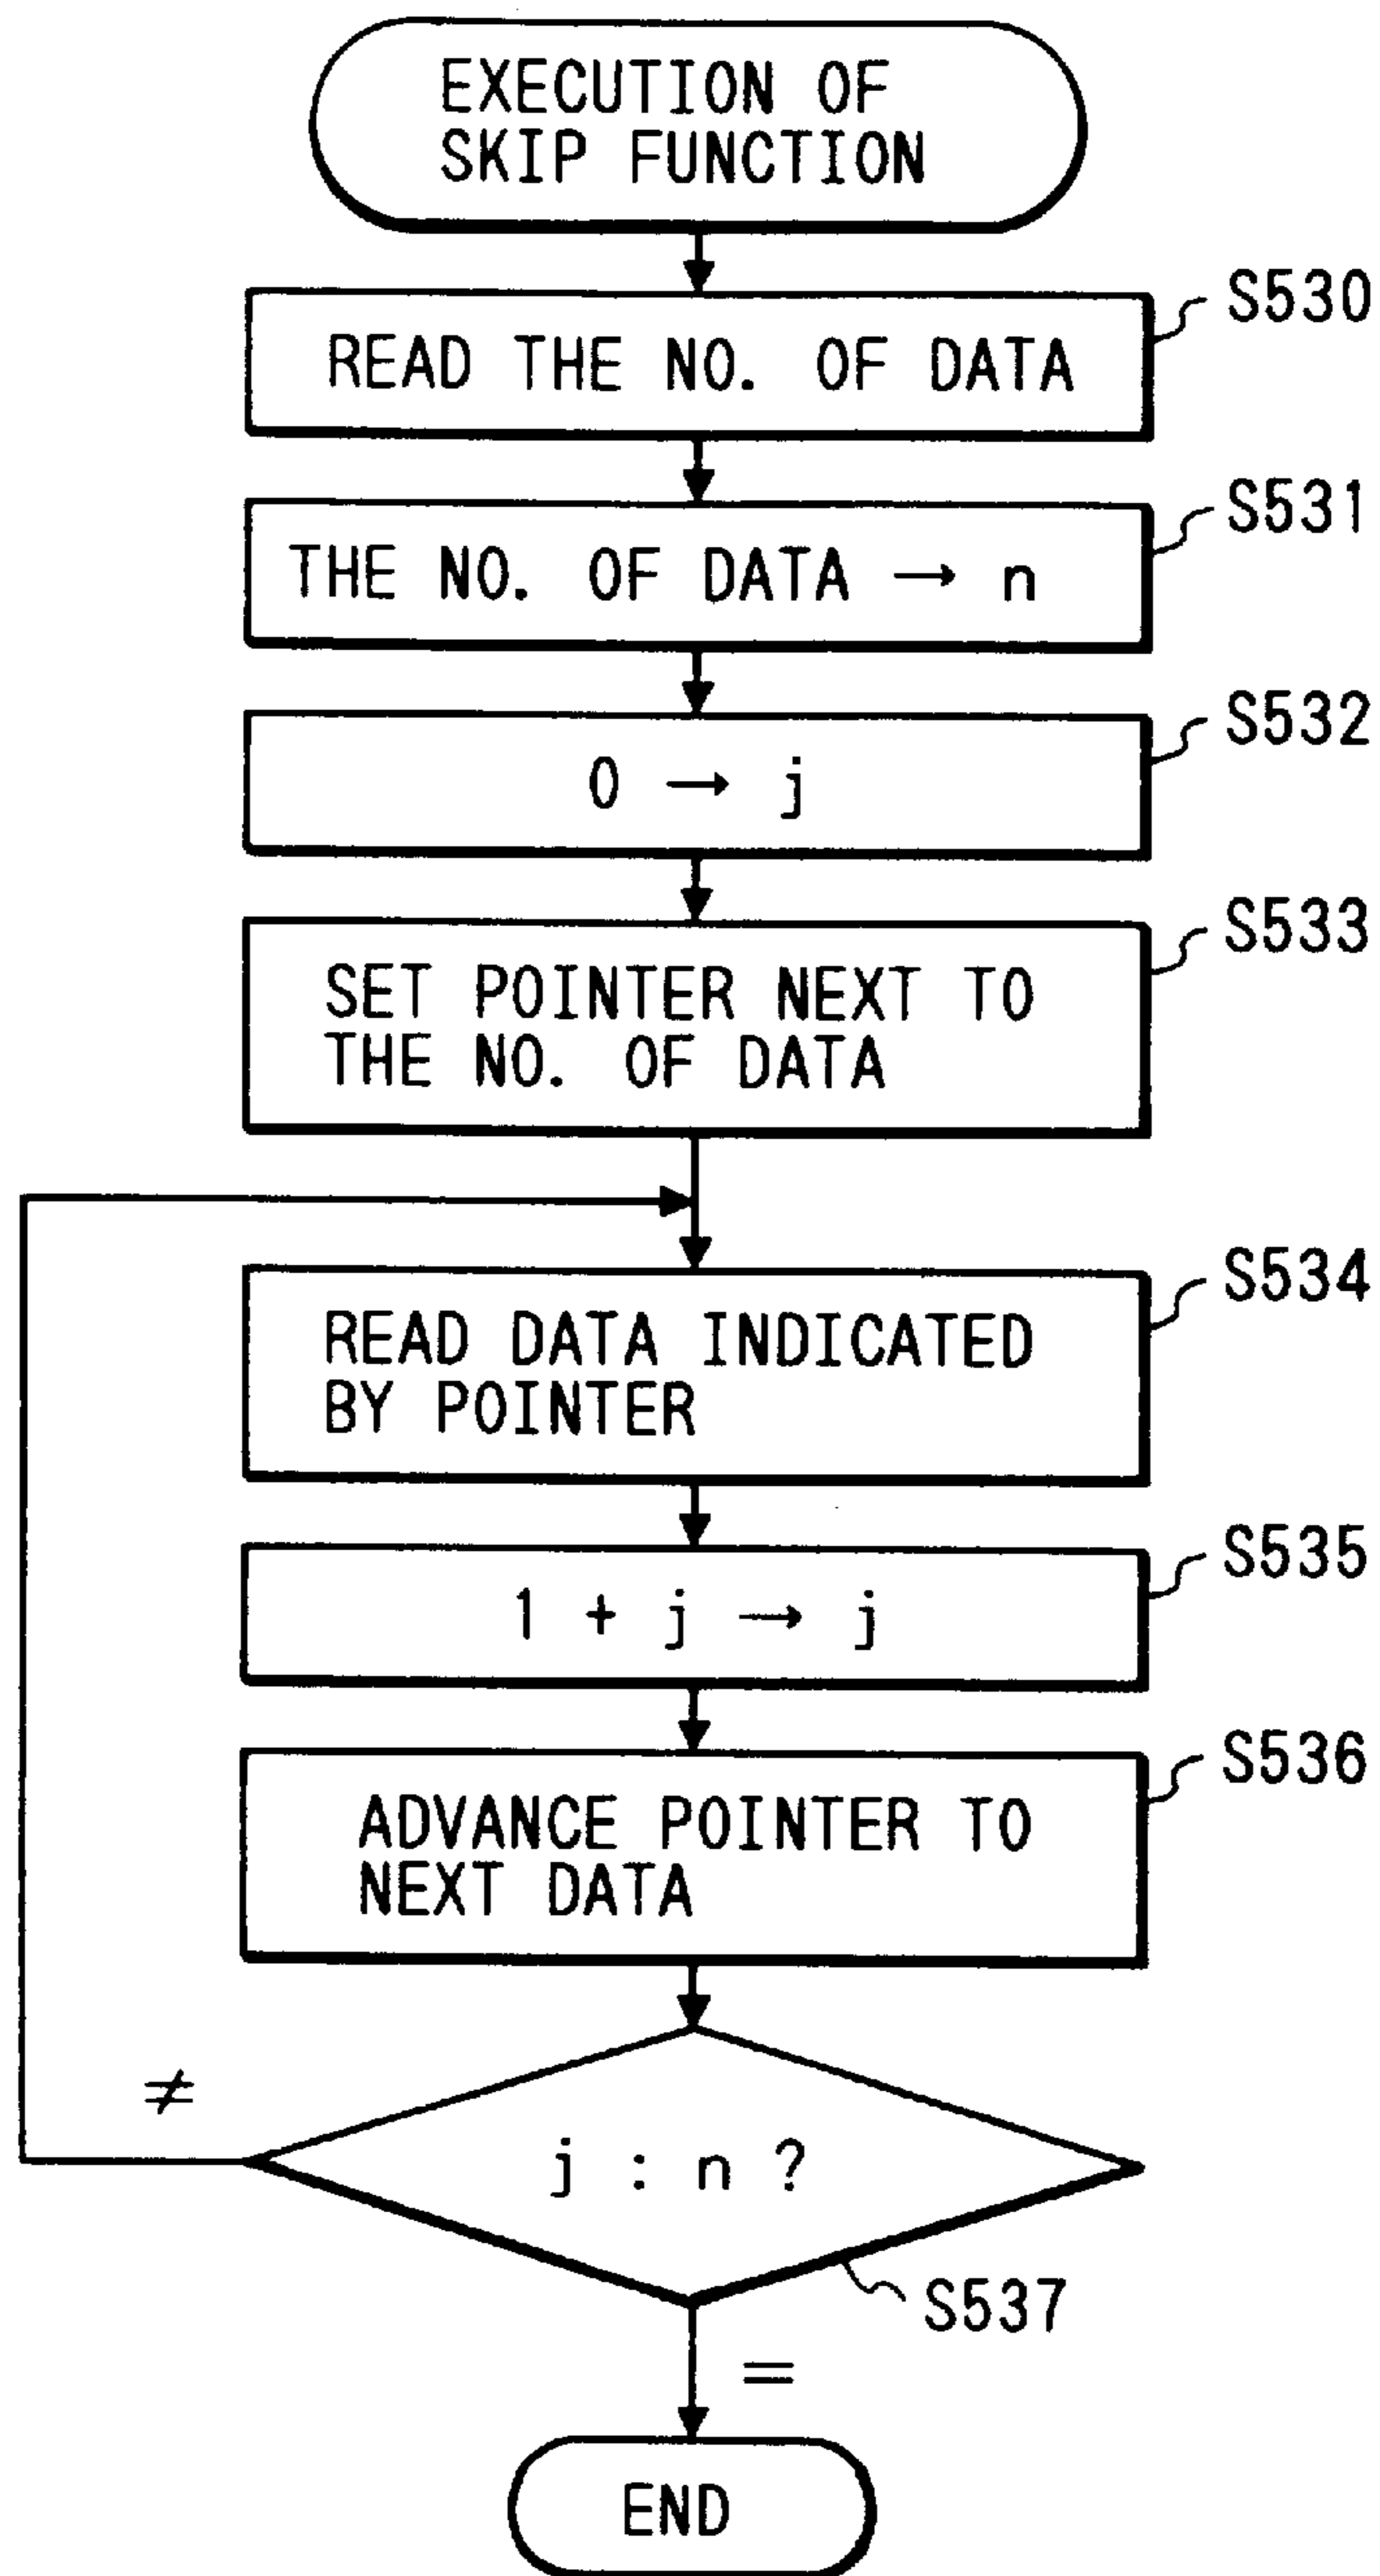 EXECUTION OF
SKIP FUNCTION
S530
READ THE NO. OF DATA
S531
THE NO. OF DATA → n
S532
0 → j
S533
SET POINTER NEXT TO
THE NO. OF DATA
S534
READ DATA INDICATED
BY POINTER
S535
1 + j → j
S536
ADVANCE POINTER TO
NEXT DATA
≠
j : n ?
S537
=
END